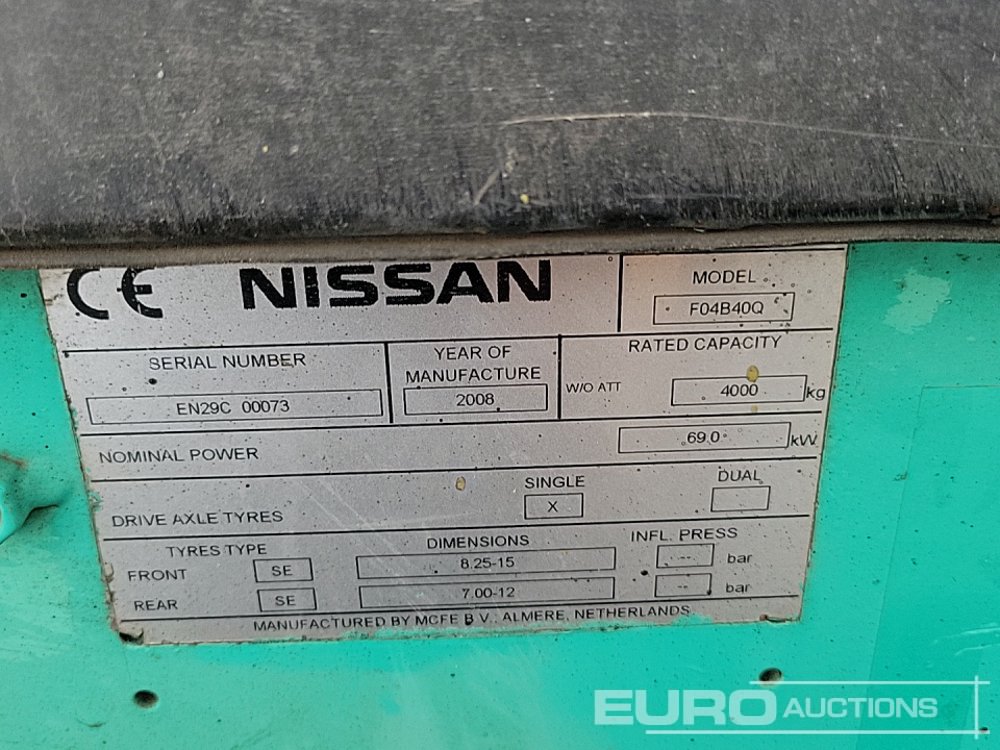 CE NISSAN
MODEL
F04B40Q
SERIAL NUMBER
EN29C 00073
YEAR OF
MANUFACTURE
2008
RATED CAPACITY
W/O ATT 4000 kg
NOMINAL POWER 69.0 kW
DRIVE AXLE TYRES
SINGLE
X
DUAL
TYRES TYPE DIMENSIONS INFL. PRESS
FRONT SE 8.25-15 -- bar
REAR SE 7.00-12 -- bar
MANUFACTURED BY MCFE B.V., ALMERE, NETHERLANDS
EURO AUCTIONS